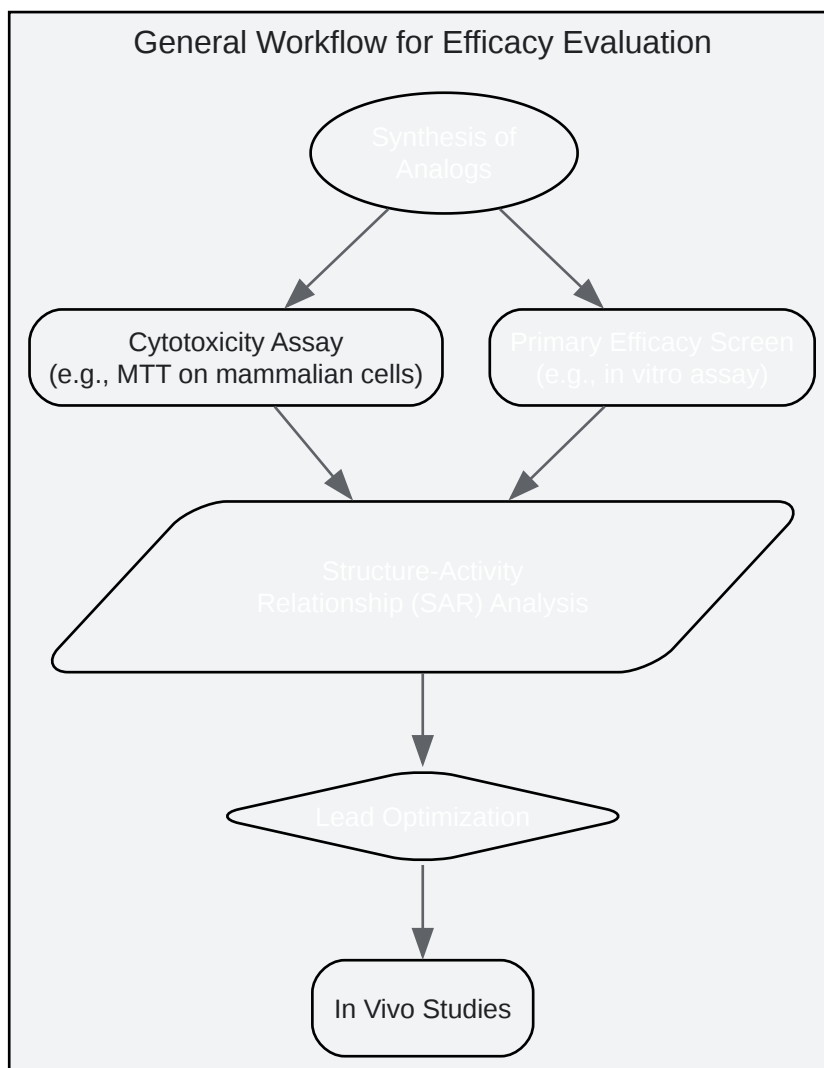 General Workflow for Efficacy Evaluation
Synthesis of
Analogs
Cytotoxicity Assay
(e.g., MTT on mammalian cells)
Primary Efficacy Screen
(e.g., in vitro assay)
Structure-Activity
Relationship (SAR) Analysis
Lead Optimization
In Vivo Studies